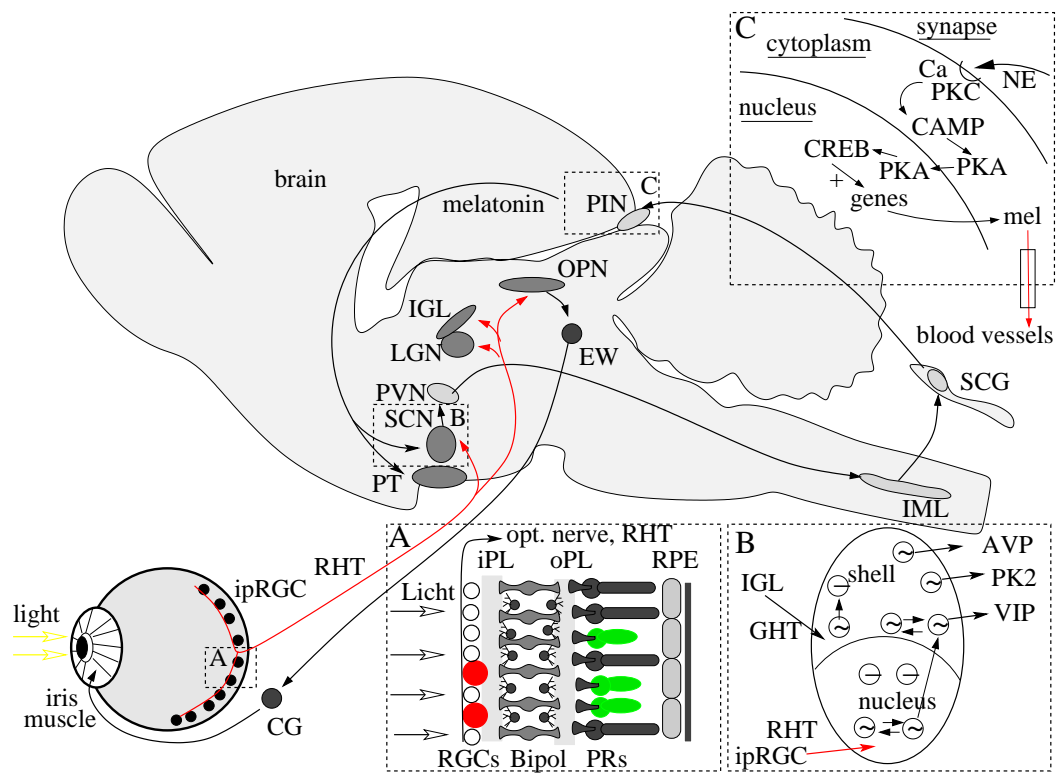 C
synapse
cytoplasm
Ca
PKC
NE
nucleus
CAMP
CREB
PKA
PKA
+
genes
mel
blood vessels
brain
melatonin
PIN
C
OPN
IGL
LGN
EW
PVN
SCN
B
PT
SCG
IML
RHT
ipRGC
light
A
iris
muscle
CG
A
opt. nerve, RHT
iPL
oPL
RPE
Licht
RGCs
Bipol
PRs
B
AVP
shell
PK2
IGL
VIP
GHT
nucleus
RHT
ipRGC